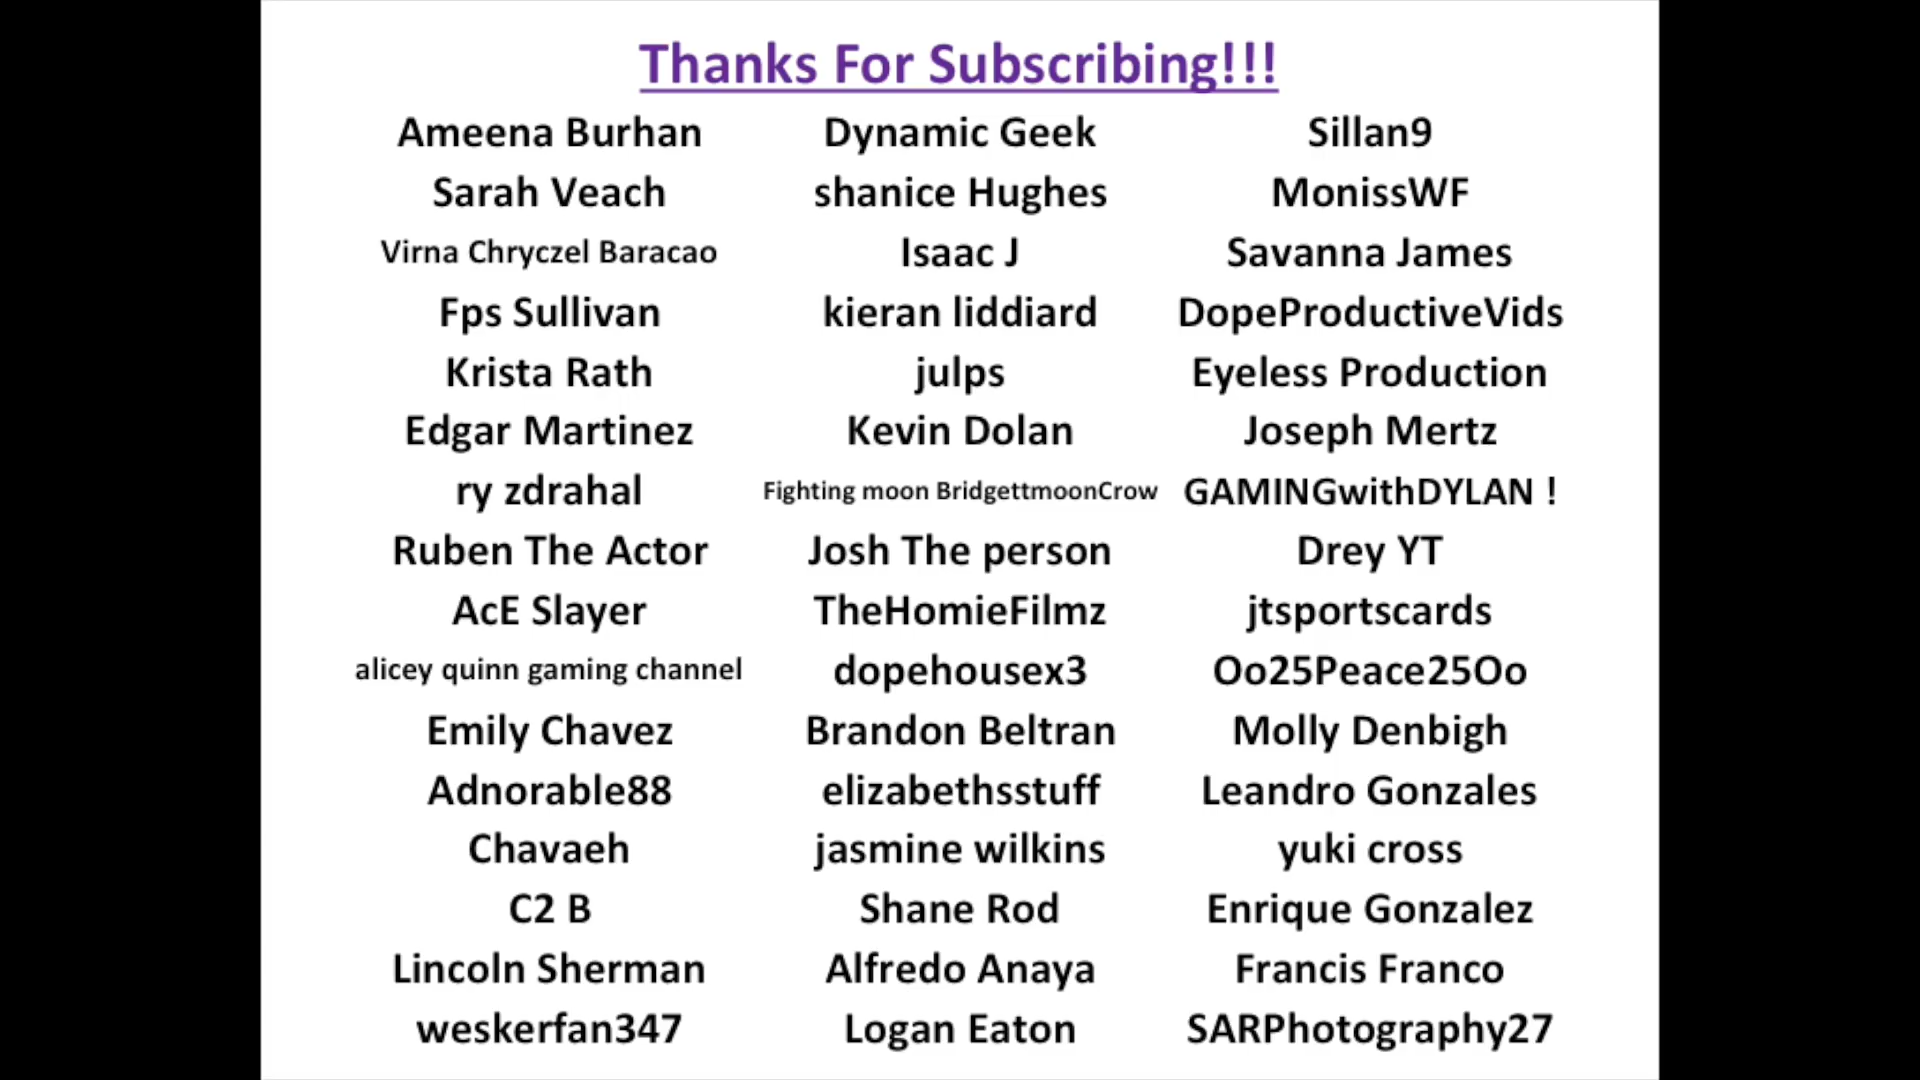 Thanks For Subscribing!!!
Ameena Burhan Dynamic Geek Sillan9
Sarah Veach shanice Hughes MonissWF
Virna Chryczel Baracao Isaac J Savanna James
Fps Sullivan kieran liddiard DopeProductiveVids
Krista Rath julps Eyeless Production
Edgar Martinez Kevin Dolan Joseph Mertz
ry zdrahal Fighting moon BridgettmoonCrow GAMINGwithDYLAN !
Ruben The Actor Josh The person Drey YT
AcE Slayer TheHomieFilmz jtsportscards
alicey quinn gaming channel dopehousex3 Oo25Peace25Oo
Emily Chavez Brandon Beltran Molly Denbigh
Adnorable88 elizabethsstuff Leandro Gonzales
Chavaeh jasmine wilkins yuki cross
C2 B Shane Rod Enrique Gonzalez
Lincoln Sherman Alfredo Anaya Francis Franco
weskerfan347 Logan Eaton SARPhotography27